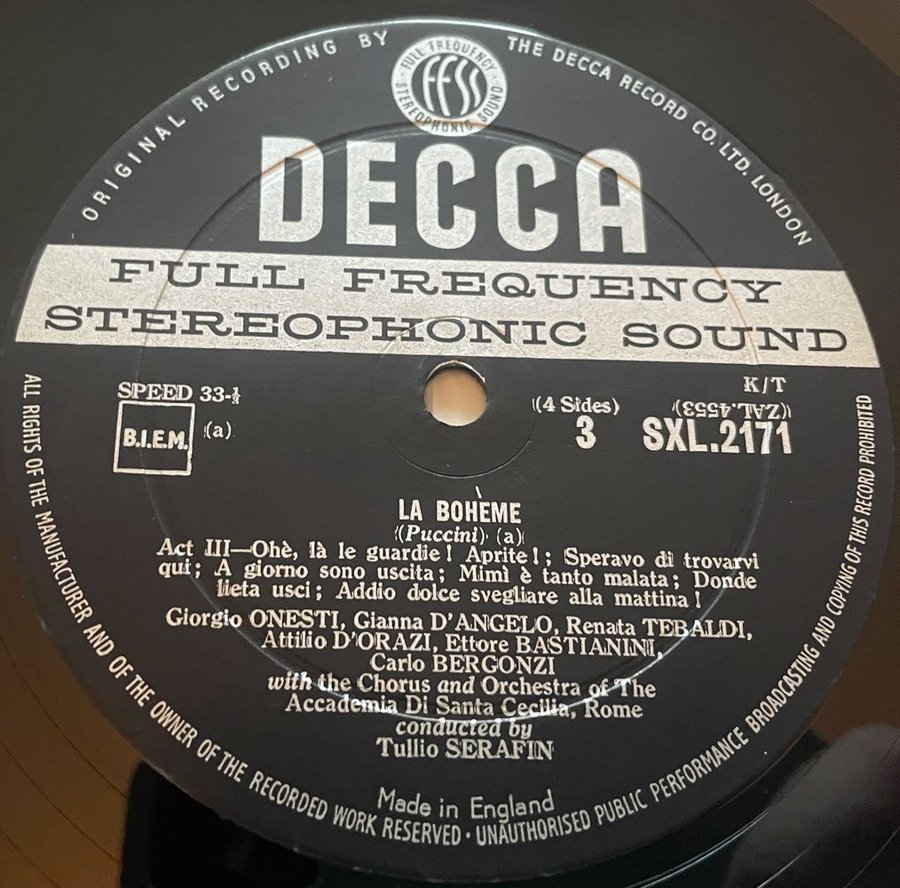 ORIGINAL RECORDING BY THE DECCA RECORD CO. LTD. LONDON
FULL FREQUENCY
FFSS
STEREOPHONIC SOUND
DECCA
FULL FREQUENCY
STEREOPHONIC SOUND
SPEED 33-⅓
K/T
(4 Sides)
(ZAL.4553)
B.I.E.M. (a)
3
SXL.2171
LA BOHÈME
(Puccini) (a)
Act III—Ohè, là le guardie! Aprite!; Speravo di trovarvi
qui; A giorno sono uscita; Mimì è tanto malata; Donde
lieta usci; Addio dolce svegliare alla mattina!
Giorgio ONESTI, Gianna D'ANGELO, Renata TEBALDI,
Attilio D'ORAZI, Ettore BASTIANINI,
Carlo BERGONZI
with the Chorus and Orchestra of The
Accademia Di Santa Cecilia, Rome
conducted by
Tullio SERAFIN
Made in England
ALL RIGHTS OF THE MANUFACTURER AND OF THE OWNER OF THE RECORDED WORK RESERVED · UNAUTHORISED PUBLIC PERFORMANCE BROADCASTING AND COPYING OF THIS RECORD PROHIBITED